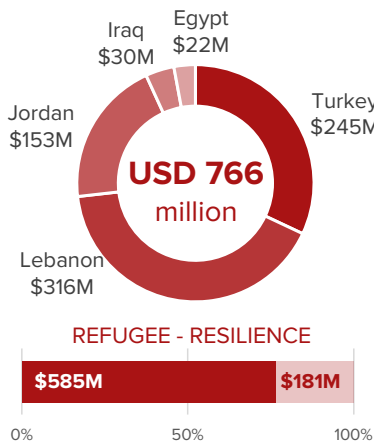 Egypt
$22M
Iraq
$30M
Turkey
$245M
Jordan
$153M
USD 766
million
Lebanon
$316M
REFUGEE - RESILIENCE
$585M
$181M
0%
50%
100%